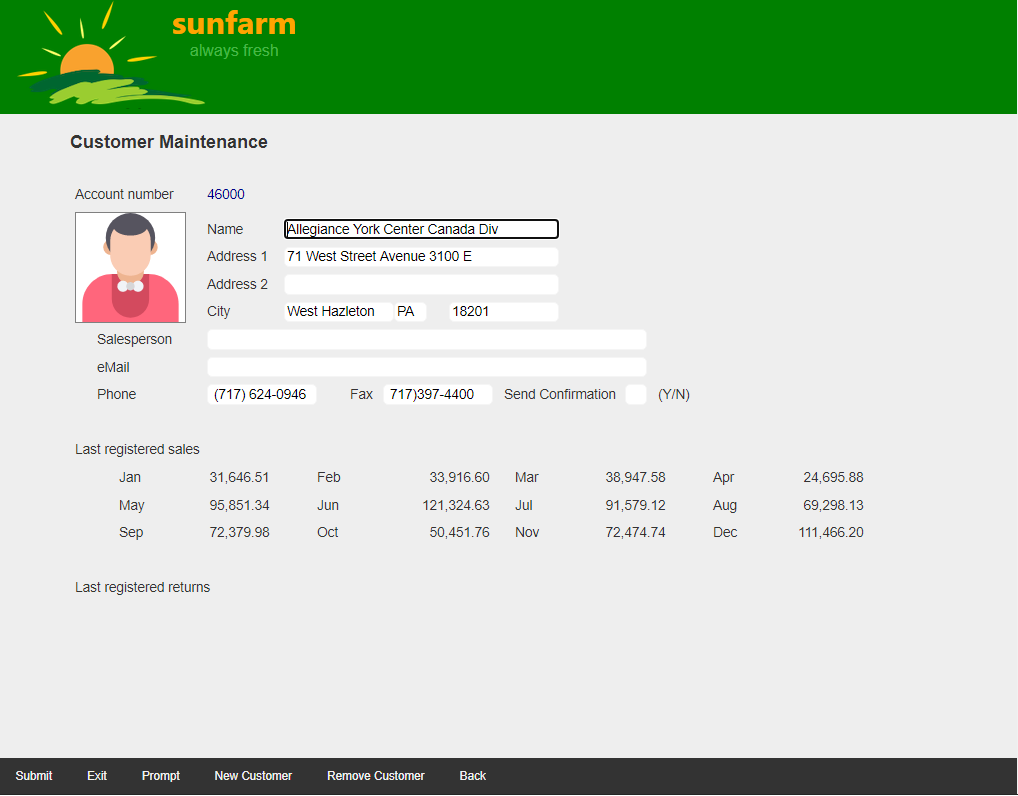 sunfarm
always fresh
Customer Maintenance
Account number 46000
Name Allegiance York Center Canada Div
Address 1 71 West Street Avenue 3100 E
Address 2
City West Hazleton PA 18201
Salesperson
eMail
Phone (717) 624-0946 Fax 717)397-4400 Send Confirmation (Y/N)
Last registered sales
Jan 31,646.51 Feb 33,916.60 Mar 38,947.58 Apr 24,695.88
May 95,851.34 Jun 121,324.63 Jul 91,579.12 Aug 69,298.13
Sep 72,379.98 Oct 50,451.76 Nov 72,474.74 Dec 111,466.20
Last registered returns
Submit Exit Prompt New Customer Remove Customer Back